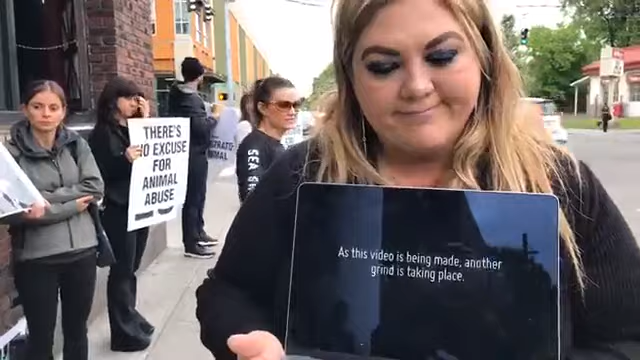 THERE'S
NO EXCUSE
FOR
ANIMAL
ABUSE
SEA
As this video is being made, another
grind is taking place.